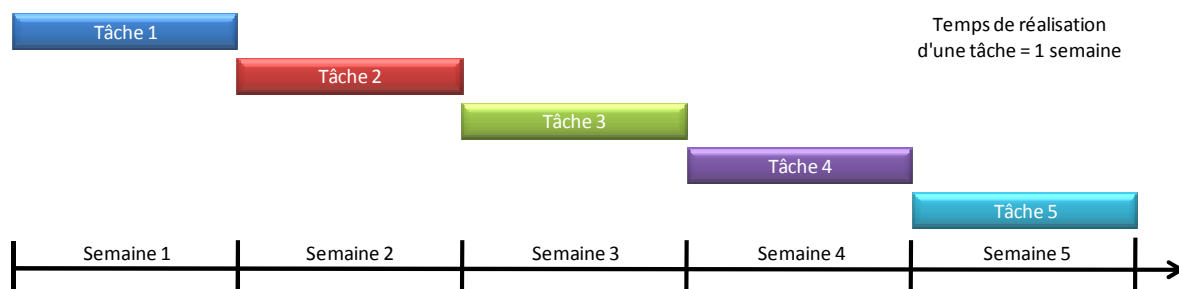 Tâche 1
Temps de réalisation
d'une tâche = 1 semaine
Tâche 2
Tâche 3
Tâche 4
Tâche 5
Semaine 1
Semaine 2
Semaine 3
Semaine 4
Semaine 5